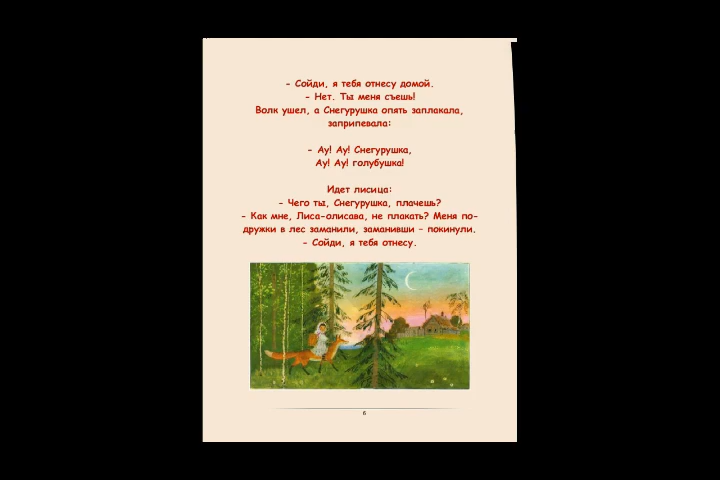 - Сойди, я тебя отнесу домой.
- Нет. Ты меня съешь!
Волк ушел, а Снегурушка опять заплакала,
заприпевала:
- Ау! Ау! Снегурушка,
Ау! Ау! голубушка!
Идет лисица:
- Чего ты, Снегурушка, плачешь?
- Как мне, Лиса-олисава, не плакать? Меня по-
дружки в лес заманили, заманивши - покинули.
- Сойди, я тебя отнесу.
6